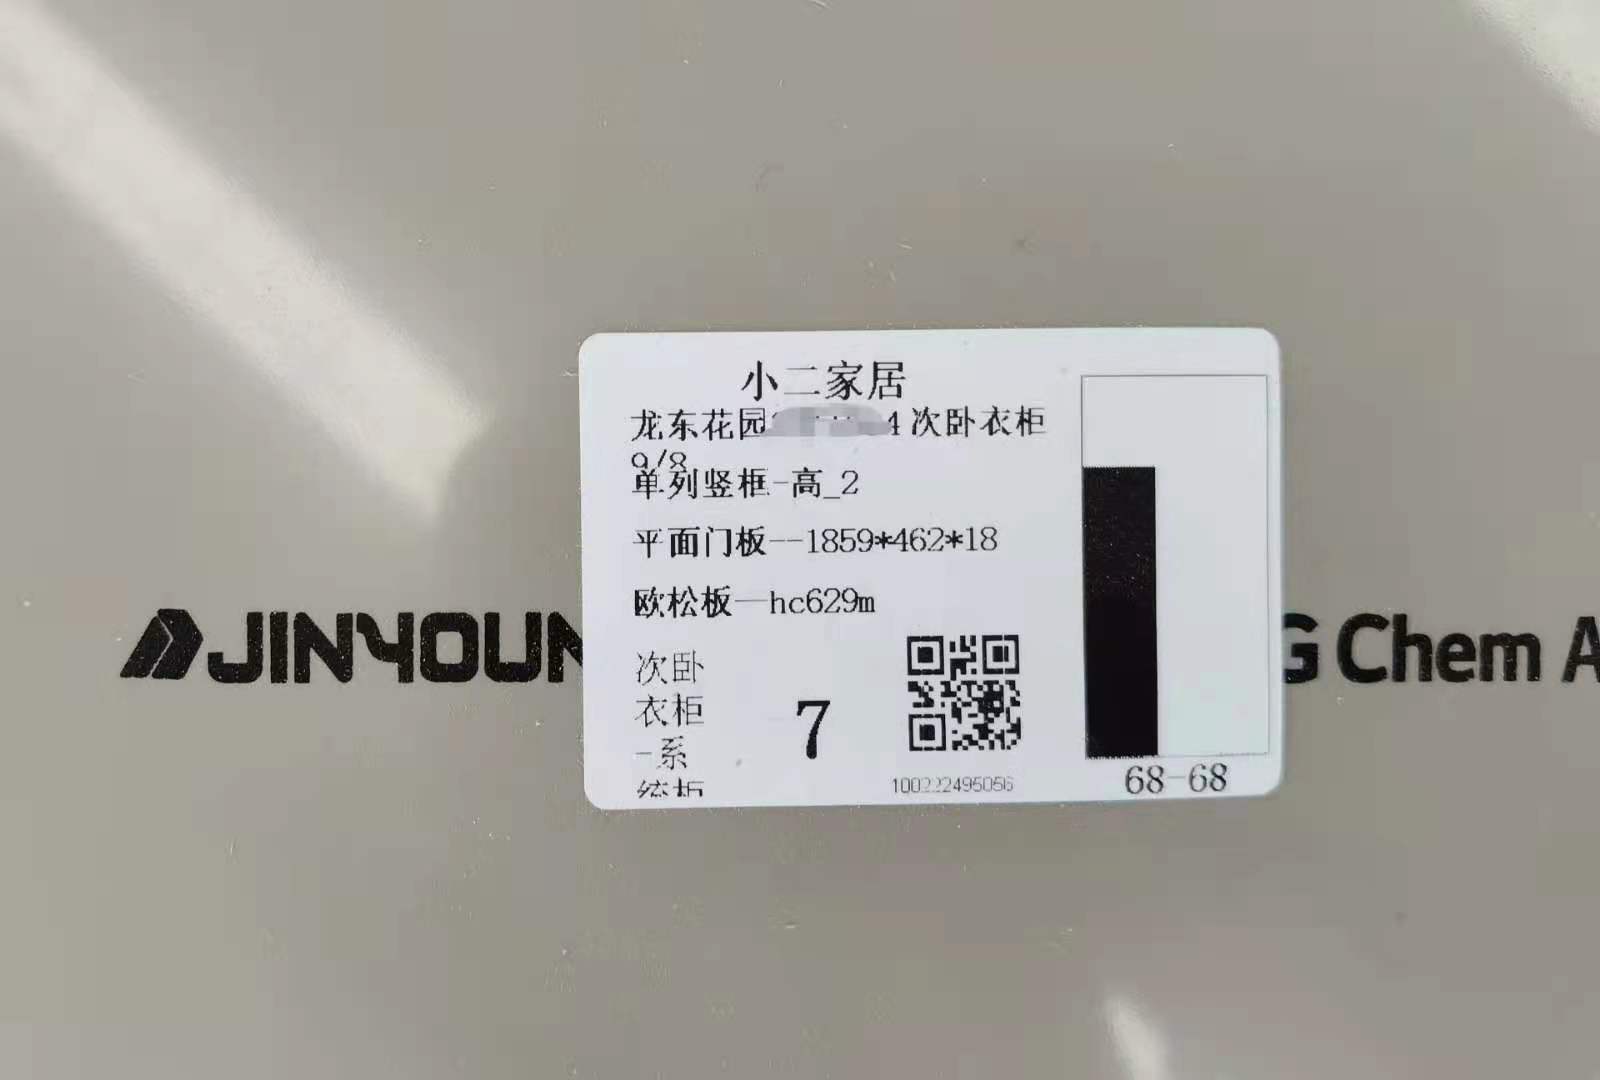 小二家居
龙东花园 4次卧衣柜
9/8
单列竖框-高_2
平面门板--1859*462*18
欧松板—hc629m
JINYOUN G Chem A
次卧
衣柜
-系
统柜
7
100222495056
68-68